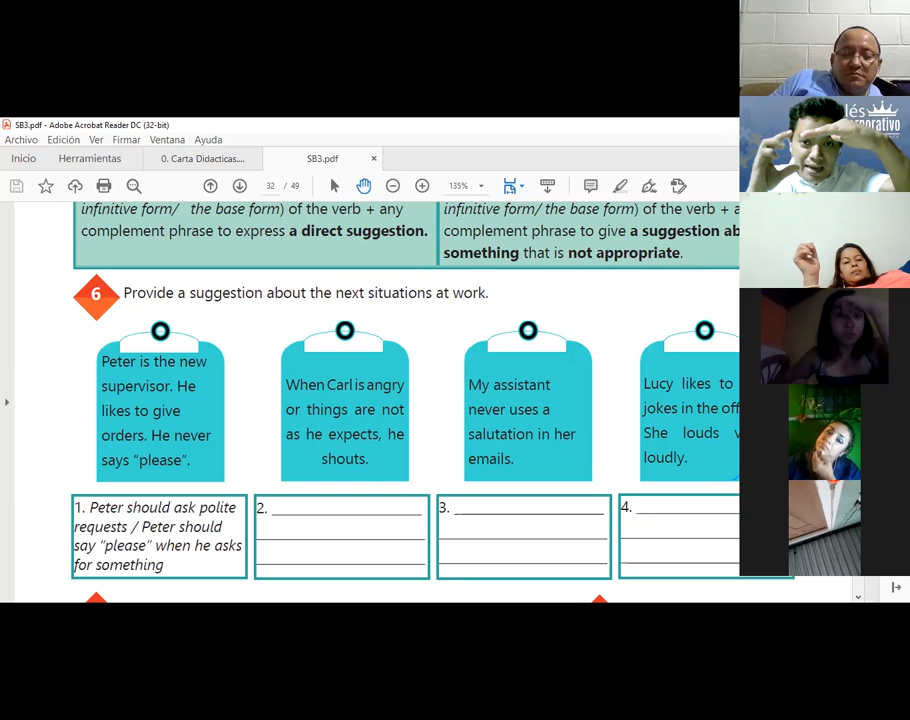 SB3.pdf - Adobe Acrobat Reader DC (32-bit)
Archivo Edición Ver Firmar Ventana Ayuda
Inicio Herramientas 0. Carta Didacticas.... SB3.pdf ×
32 / 49 135%
infinitive form/ the base form) of the verb + any
complement phrase to express a direct suggestion.
infinitive form/ the base form) of the verb + a
complement phrase to give a suggestion ab
something that is not appropriate.
6 Provide a suggestion about the next situations at work.
Peter is the new
supervisor. He
likes to give
orders. He never
says “please”.
When Carl is angry
or things are not
as he expects, he
shouts.
My assistant
never uses a
salutation in her
emails.
Lucy likes to
jokes in the off
She louds v
loudly.
1. Peter should ask polite
requests / Peter should
say “please” when he asks
for something
2.
3.
4.
lés
orporativo